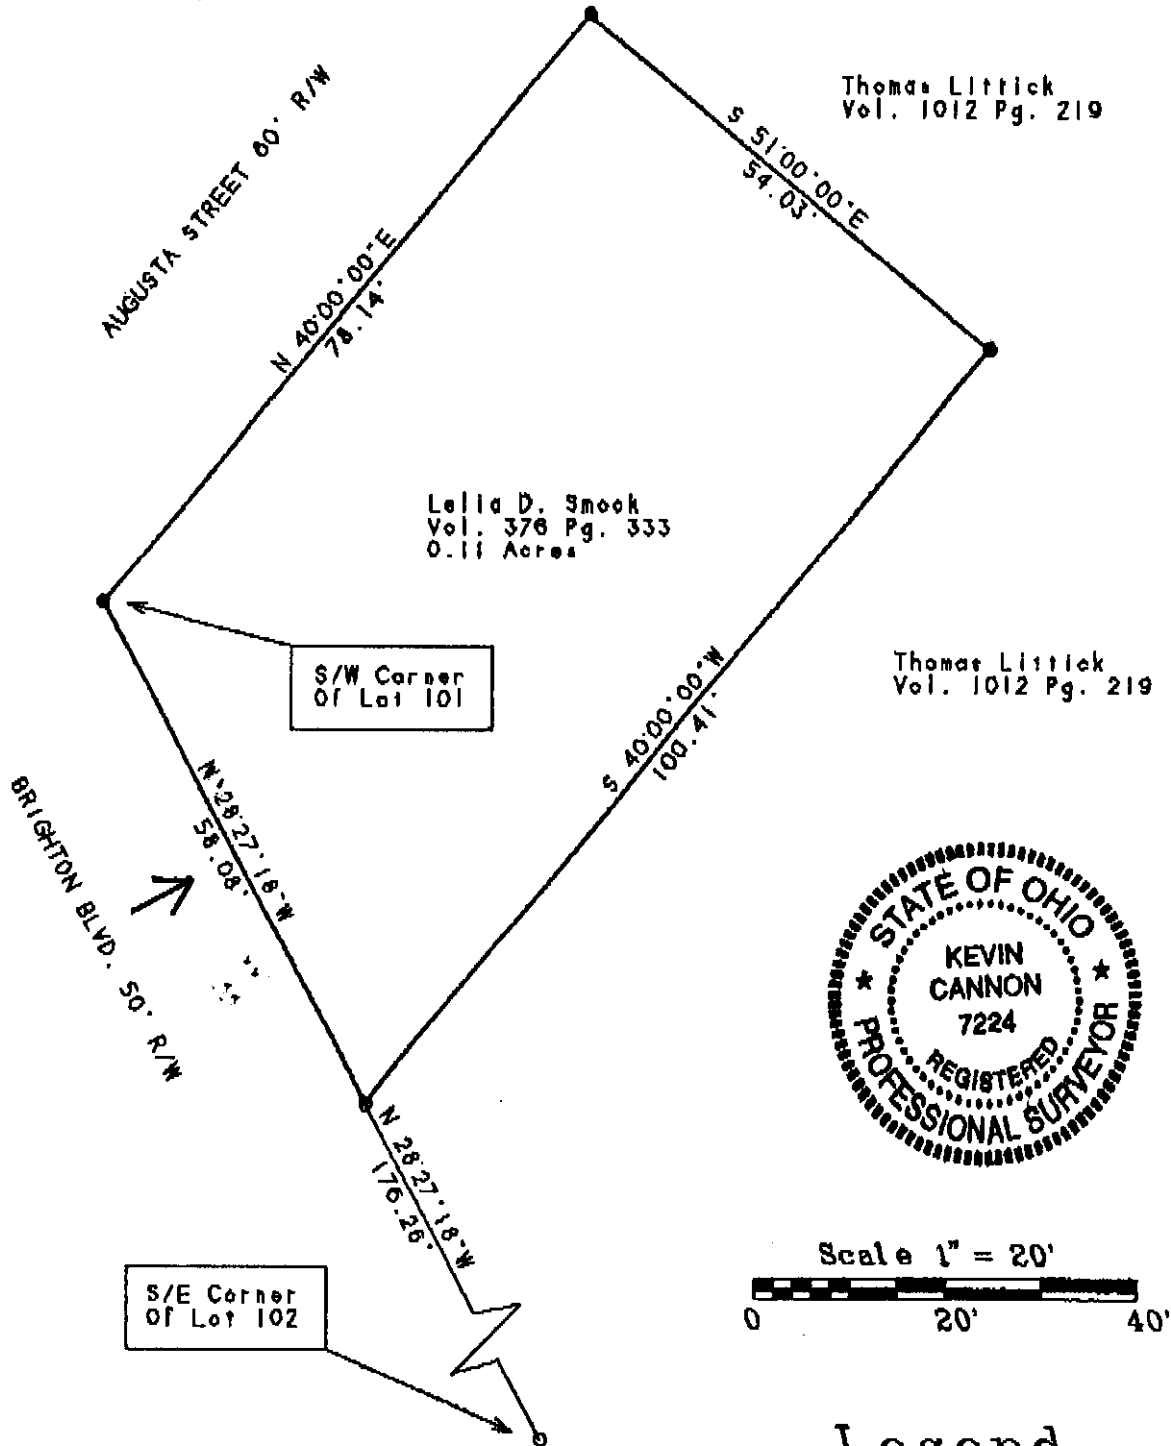 Thomas Littick
Vol. 1012 Pg. 219
AUGUSTA STREET 60' R/W
S 51°00'00"E
54.03'
N 40°00'00"E
78.14'
Lelia D. Smock
Vol. 376 Pg. 333
0.11 Acres
S/W Corner
Of Lot 101
Thomas Littick
Vol. 1012 Pg. 219
S 40°00'00"W
100.41'
N 28°27'18"W
58.08'
BRIGHTON BLVD. 50' R/W
STATE OF OHIO
KEVIN
CANNON
7224
REGISTERED
PROFESSIONAL SURVEYOR
N 28°27'18"W
176.26'
Scale 1" = 20'
0 20' 40'
S/E Corner
Of Lot 102
Legend